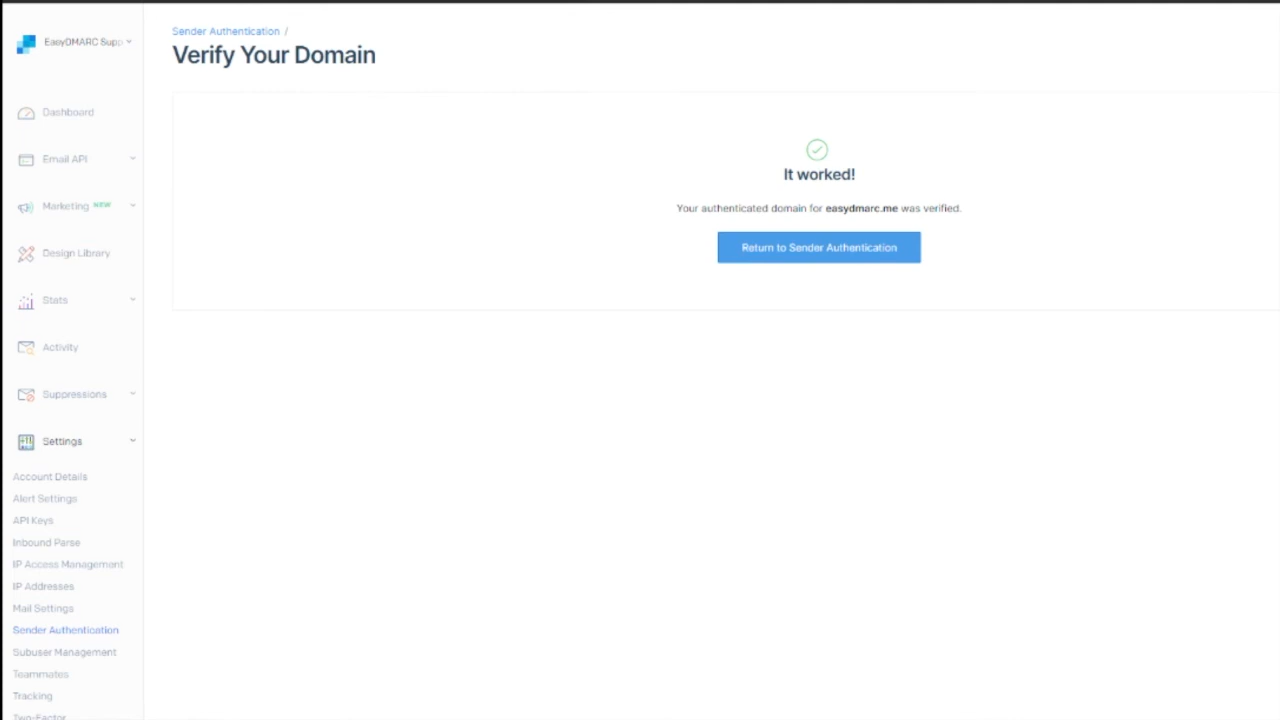 EasyDMARC Supp
Dashboard
Email API
Marketing NEW
Design Library
Stats
Activity
Suppressions
Settings
Account Details
Alert Settings
API Keys
Inbound Parse
IP Access Management
IP Addresses
Mail Settings
Sender Authentication
Subuser Management
Teammates
Tracking
Two-Factor
Sender Authentication /
Verify Your Domain
It worked!
Your authenticated domain for easydmarc.me was verified.
Return to Sender Authentication